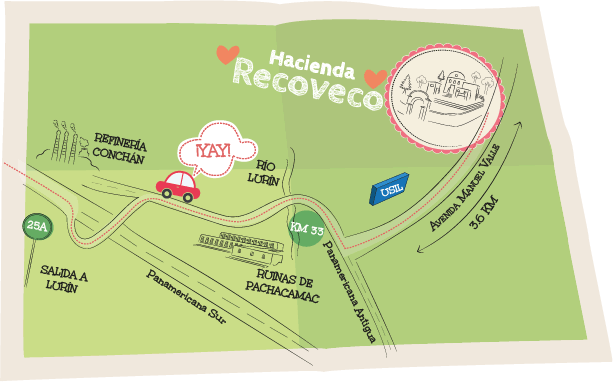 Hacienda
Recoveco
REFINERÍA
CONCHÁN
¡YAY!
RÍO
LURÍN
USIL
AVENIDA MANUEL VALLE
3.6 KM
25A
KM 33
SALIDA A
LURÍN
Panamericana Sur
RUINAS DE
PACHACAMAC
Panamericana Antigua